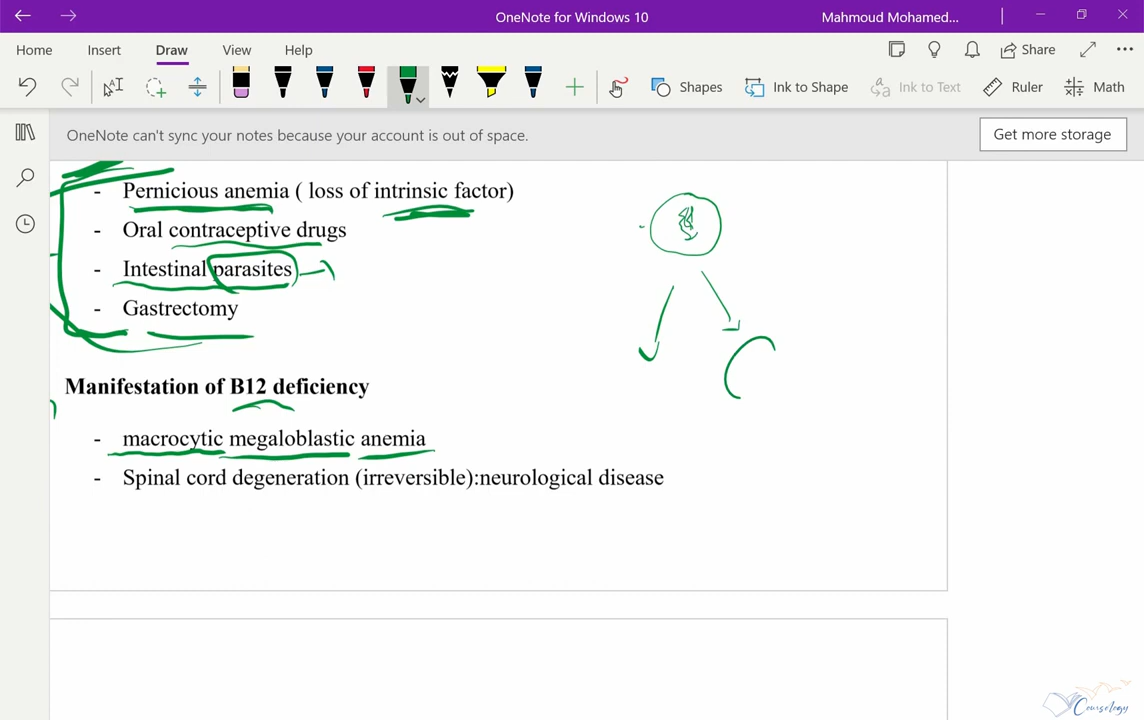 OneNote for Windows 10
Mahmoud Mohamed...
Home Insert Draw View Help
Share
Shapes Ink to Shape Ink to Text Ruler Math
OneNote can't sync your notes because your account is out of space.
Get more storage
- Pernicious anemia ( loss of intrinsic factor)
- Oral contraceptive drugs
- Intestinal parasites
- Gastrectomy
Manifestation of B12 deficiency
- macrocytic megaloblastic anemia
- Spinal cord degeneration (irreversible):neurological disease
Courselogy